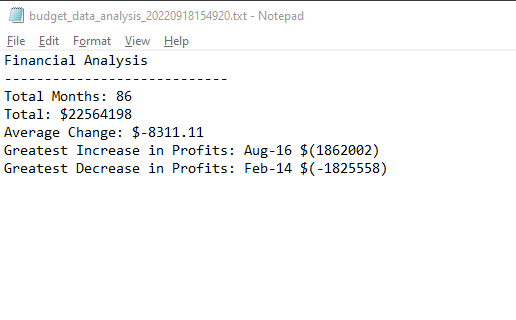 budget_data_analysis_20220918154920.txt - Notepad
File Edit Format View Help
Financial Analysis
----------------------------
Total Months: 86
Total: $22564198
Average Change: $-8311.11
Greatest Increase in Profits: Aug-16 $(1862002)
Greatest Decrease in Profits: Feb-14 $(-1825558)